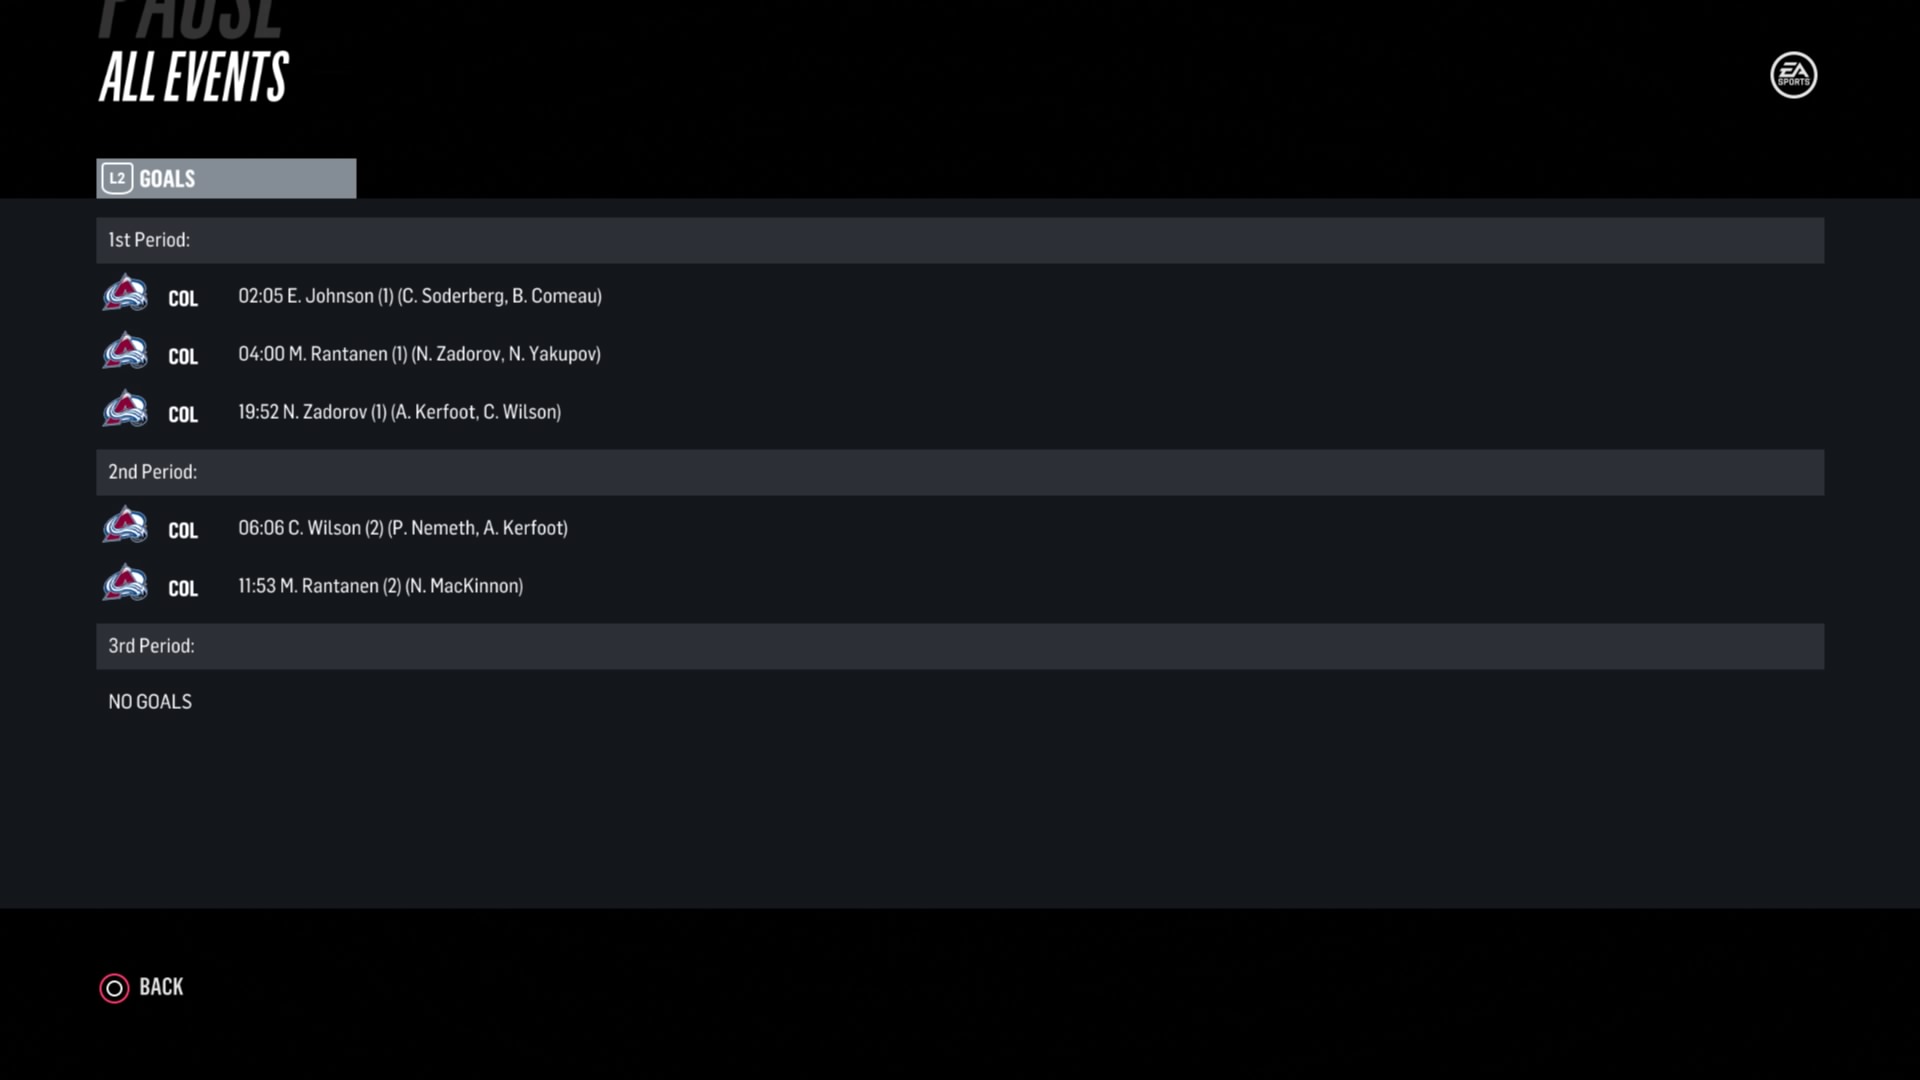 PAUSE
ALL EVENTS
EA
SPORTS
L2 GOALS
1st Period:
COL 02:05 E. Johnson (1) (C. Soderberg, B. Comeau)
COL 04:00 M. Rantanen (1) (N. Zadorov, N. Yakupov)
COL 19:52 N. Zadorov (1) (A. Kerfoot, C. Wilson)
2nd Period:
COL 06:06 C. Wilson (2) (P. Nemeth, A. Kerfoot)
COL 11:53 M. Rantanen (2) (N. MacKinnon)
3rd Period:
NO GOALS
BACK